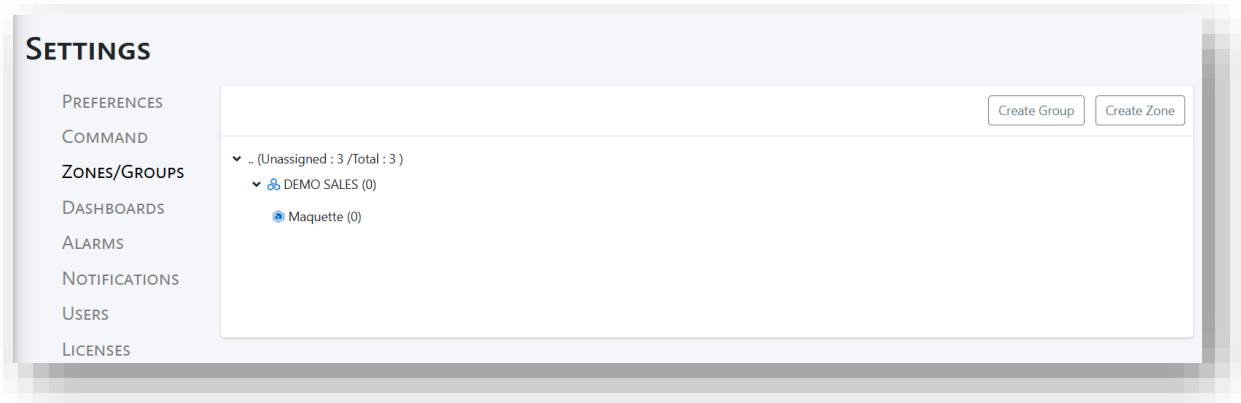 Settings
Preferences
Command
Zones/Groups
Dashboards
Alarms
Notifications
Users
Licenses
Create Group Create Zone
.. (Unassigned : 3 /Total : 3 )
DEMO SALES (0)
Maquette (0)